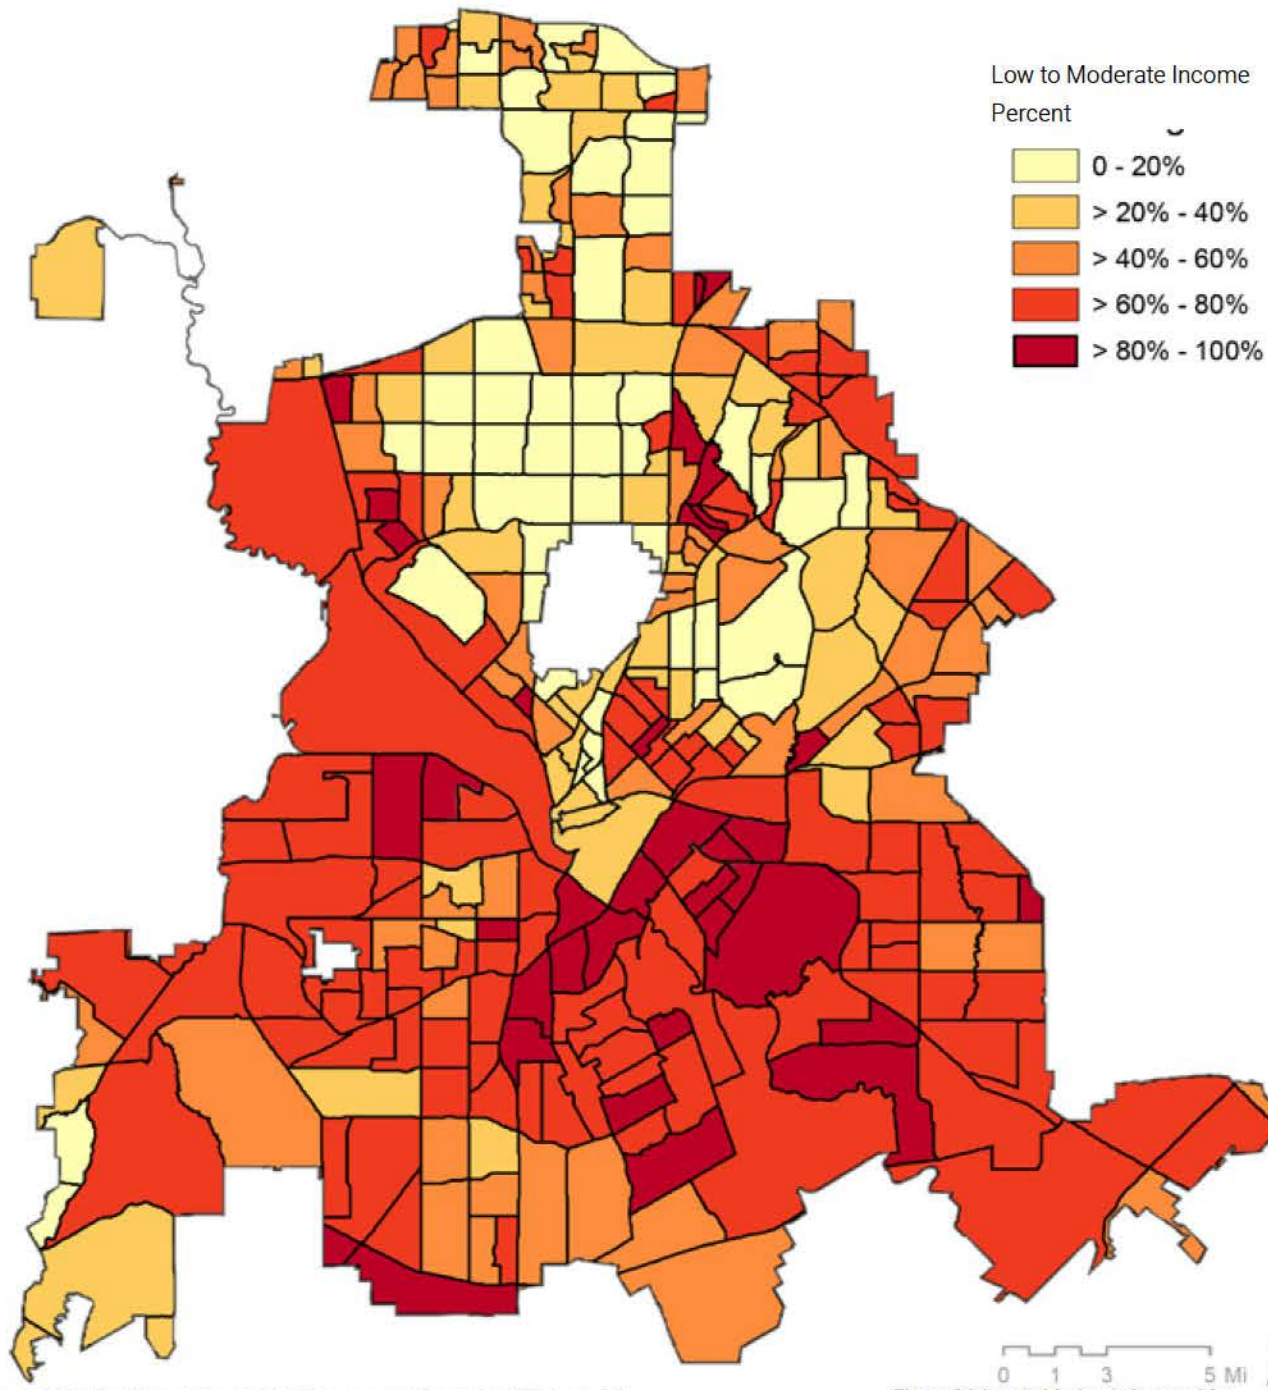 Low to Moderate Income
Percent
0 - 20%
> 20% - 40%
> 40% - 60%
> 60% - 80%
> 80% - 100%
0 1 3 5 Mi